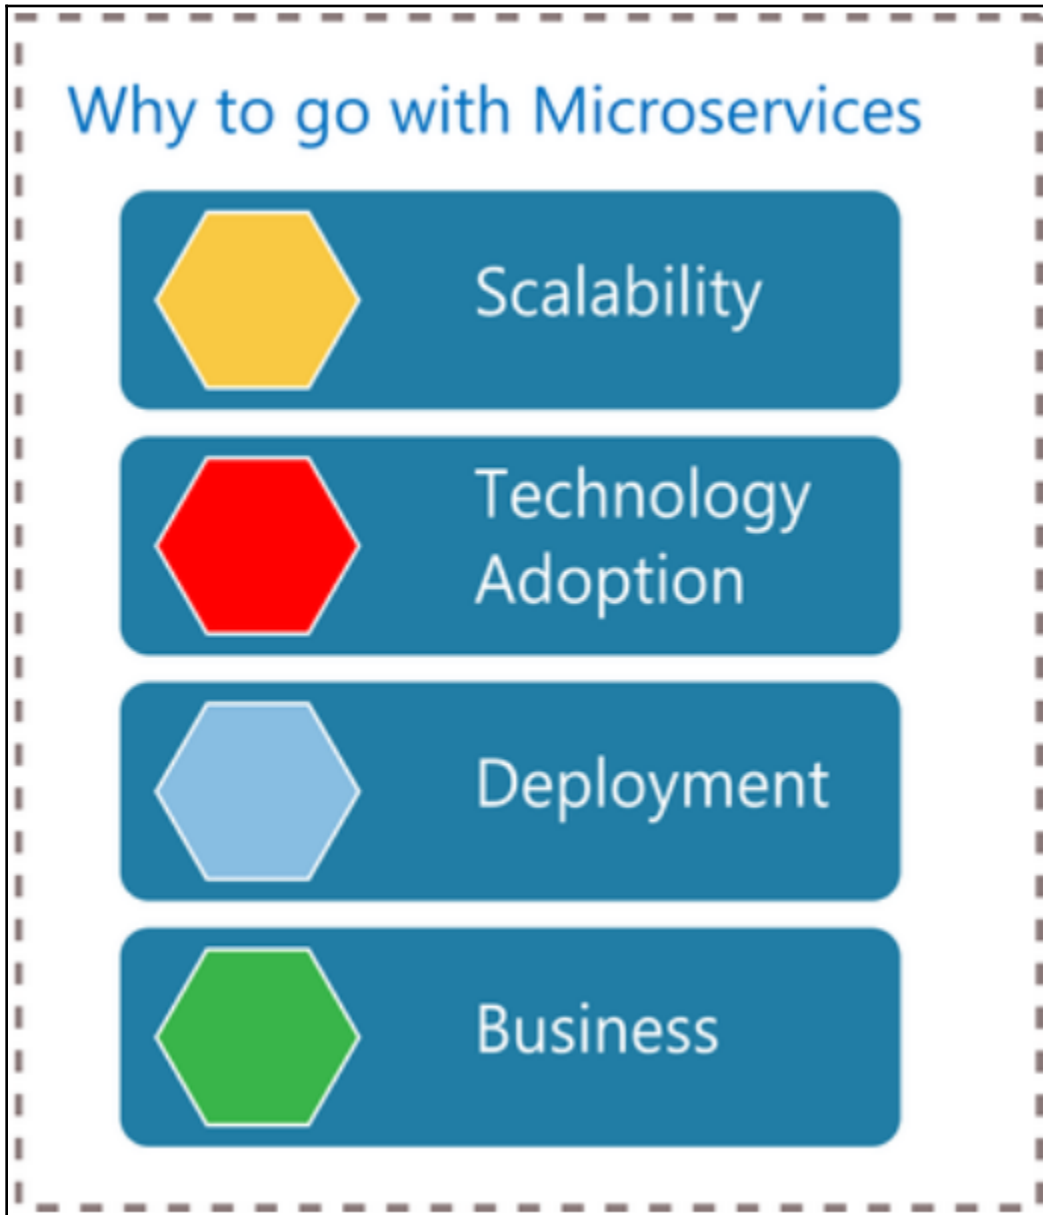 Why to go with Microservices
Scalability
Technology
Adoption
Deployment
Business